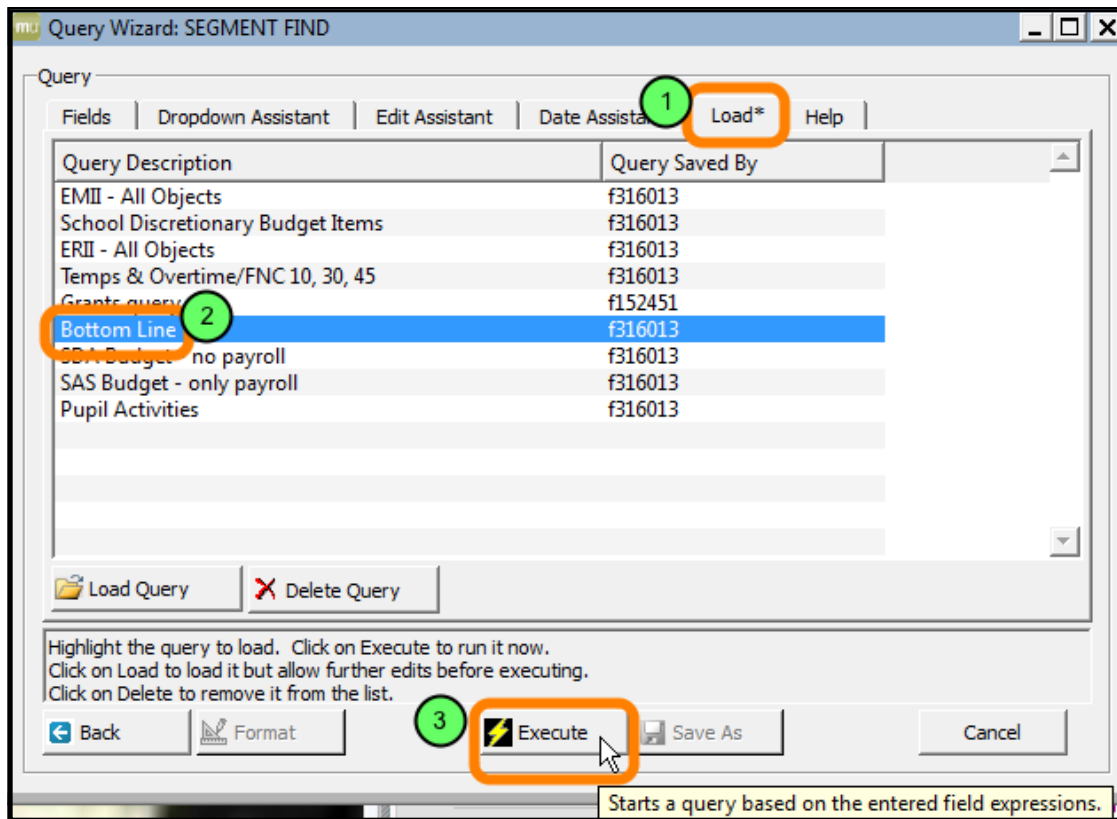 mu Query Wizard: SEGMENT FIND
Query
Fields Dropdown Assistant Edit Assistant Date Assista 1 Load* Help
Query Description Query Saved By
EMII - All Objects f316013
School Discretionary Budget Items f316013
ERII - All Objects f316013
Temps & Overtime/FNC 10, 30, 45 f316013
Grants query f152451
Bottom Line 2 f316013
SBA Budget - no payroll f316013
SAS Budget - only payroll f316013
Pupil Activities f316013
Load Query Delete Query
Highlight the query to load. Click on Execute to run it now.
Click on Load to load it but allow further edits before executing.
Click on Delete to remove it from the list.
Back Format 3 Execute Save As Cancel
Starts a query based on the entered field expressions.